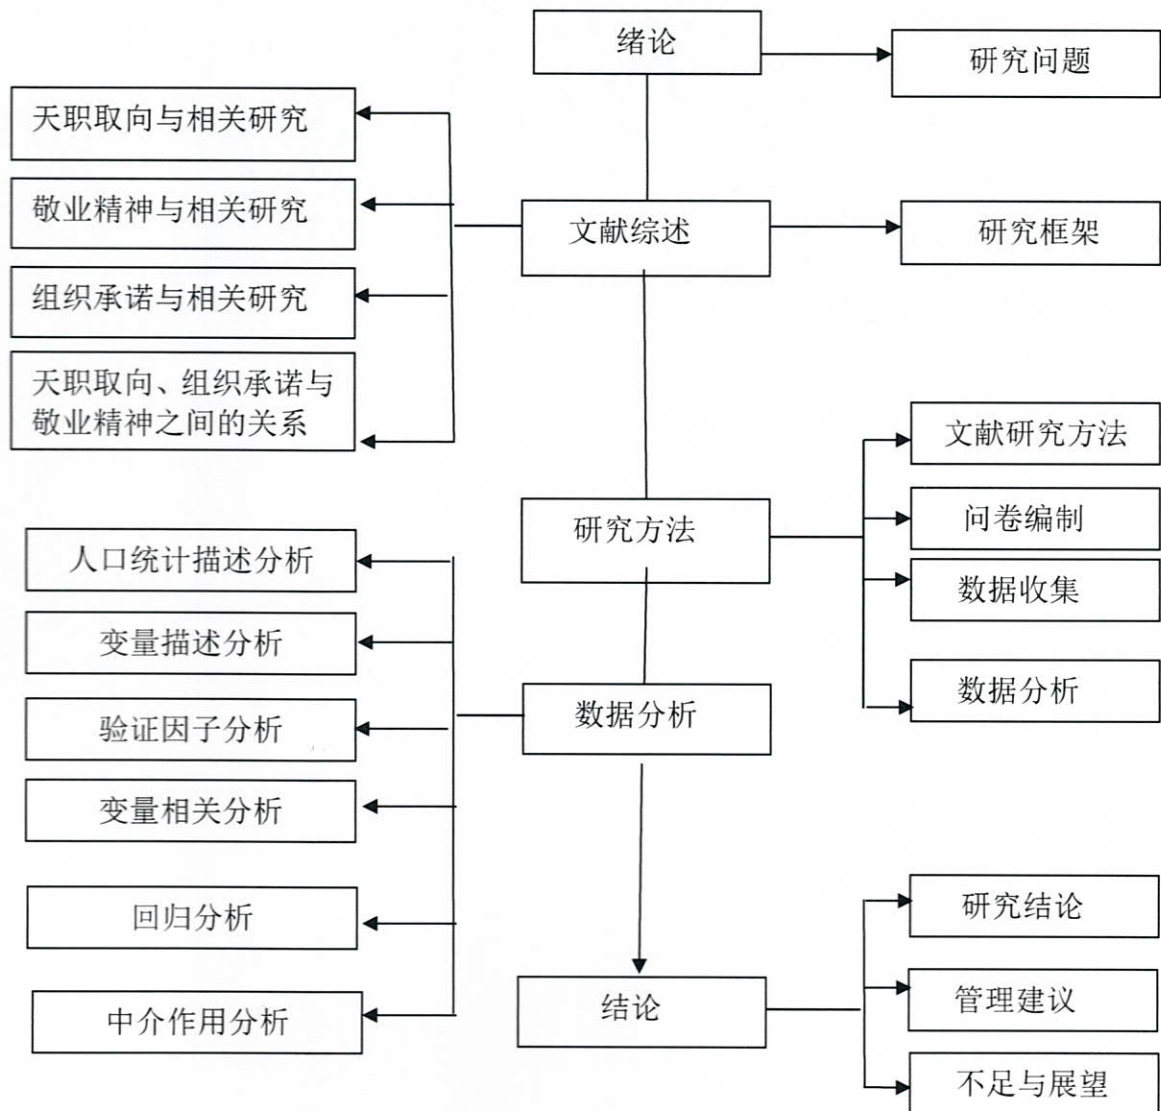 绪论
研究问题
天职取向与相关研究
敬业精神与相关研究
文献综述
研究框架
组织承诺与相关研究
天职取向、组织承诺与
敬业精神之间的关系
文献研究方法
研究方法
问卷编制
人口统计描述分析
数据收集
变量描述分析
数据分析
数据分析
验证因子分析
变量相关分析
回归分析
研究结论
结论
管理建议
中介作用分析
不足与展望